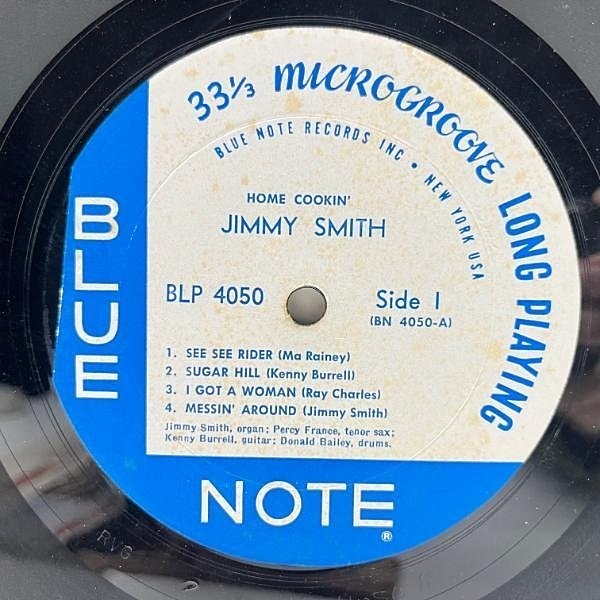 33⅓ MICROGROOVE LONG PLAYING
BLUE NOTE RECORDS INC • NEW YORK USA
HOME COOKIN'
JIMMY SMITH
BLP 4050
Side 1
(BN 4050-A)
1. SEE SEE RIDER (Ma Rainey)
2. SUGAR HILL (Kenny Burrell)
3. I GOT A WOMAN (Ray Charles)
4. MESSIN' AROUND (Jimmy Smith)
Jimmy Smith, organ; Percy France, tenor sax;
Kenny Burrell, guitar; Donald Bailey, drums.
BLUE
NOTE®
RVG